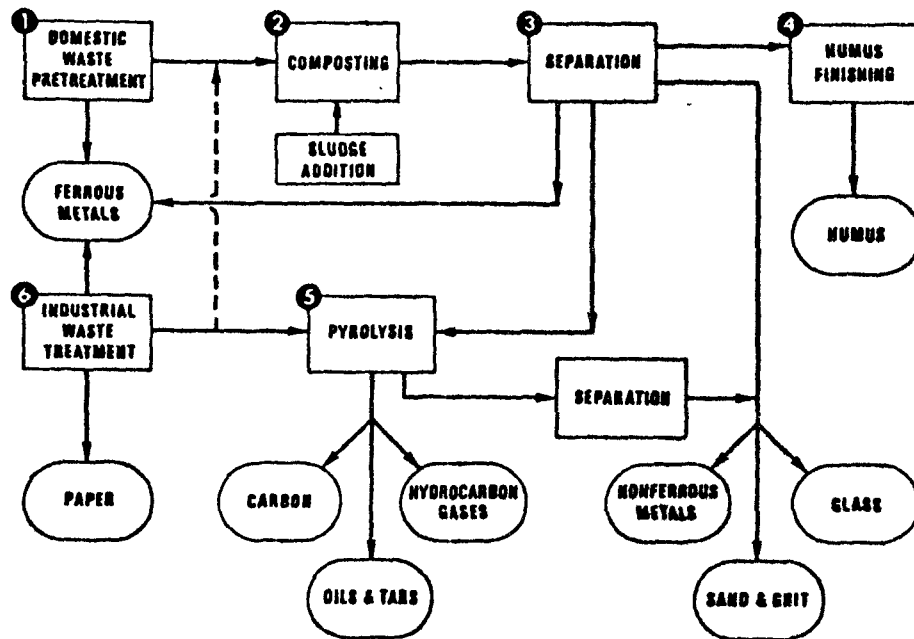 1
DOMESTIC
WASTE
PRETREATMENT
2
COMPOSTING
3
SEPARATION
4
HUMUS
FINISHING
SLUDGE
ADDITION
FERROUS
METALS
HUMUS
6
INDUSTRIAL
WASTE
TREATMENT
5
PYROLYSIS
SEPARATION
PAPER
CARBON
HYDROCARBON
GASES
NONFERROUS
METALS
GLASS
OILS & TARS
SAND & GRIT